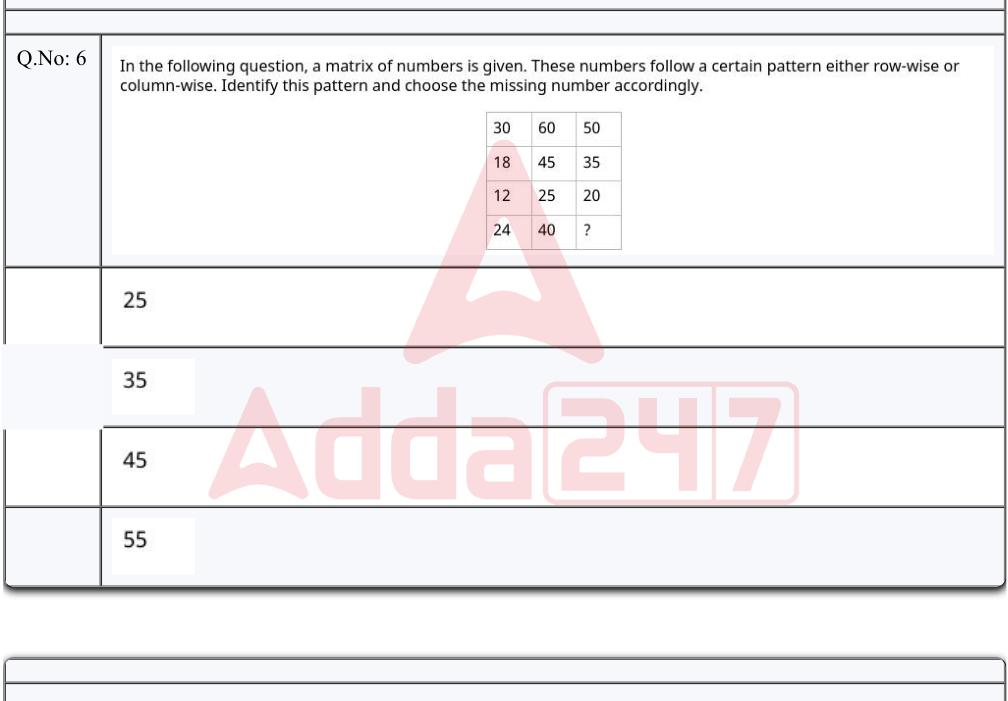 Q.No: 6
In the following question, a matrix of numbers is given. These numbers follow a certain pattern either row-wise or
column-wise. Identify this pattern and choose the missing number accordingly.
30 60 50
18 45 35
12 25 20
24 40 ?
25
35
45
55
Adda247